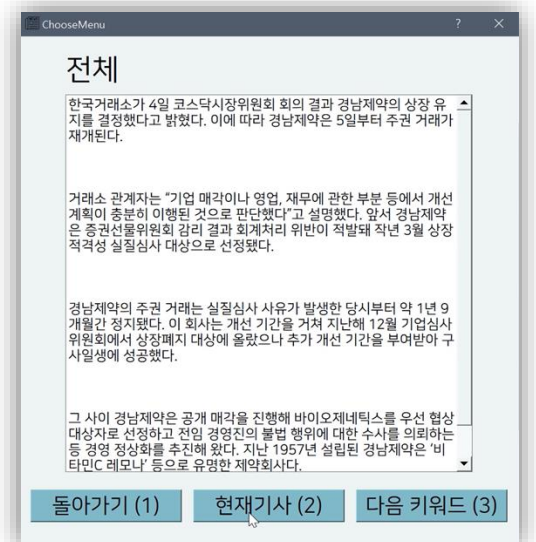 ChooseMenu
전체
한국거래소가 4일 코스닥시장위원회 회의 결과 경남제약의 상장 유
지를 결정했다고 밝혔다. 이에 따라 경남제약은 5일부터 주권 거래가
재개된다.
거래소 관계자는 “기업 매각이나 영업, 재무에 관한 부분 등에서 개선
계획이 충분히 이행된 것으로 판단했다”고 설명했다. 앞서 경남제약
은 증권선물위원회 감리 결과 회계처리 위반이 적발돼 작년 3월 상장
적격성 실질심사 대상으로 선정됐다.
경남제약의 주권 거래는 실질심사 사유가 발생한 당시부터 약 1년 9
개월간 정지됐다. 이 회사는 개선 기간을 거쳐 지난해 12월 기업심사
위원회에서 상장폐지 대상에 올랐으나 추가 개선 기간을 부여받아 구
사일생에 성공했다.
그 사이 경남제약은 공개 매각을 진행해 바이오제네틱스를 우선 협상
대상자로 선정하고 전임 경영진의 불법 행위에 대한 수사를 의뢰하는
등 경영 정상화를 추진해 왔다. 지난 1957년 설립된 경남제약은 ‘비
타민C 레모나’ 등으로 유명한 제약회사다.
돌아가기 (1) 현재기사 (2) 다음 키워드 (3)